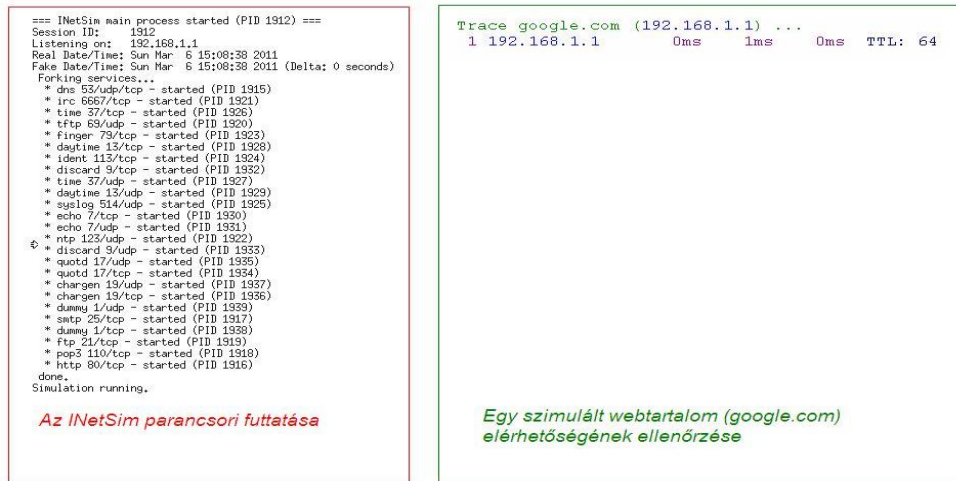 === INetSim main process started (PID 1912) ===
Session ID: 1912
Listening on: 192.168.1.1
Real Date/Time: Sun Mar 6 15:08:38 2011
Fake Date/Time: Sun Mar 6 15:08:38 2011 (Delta: 0 seconds)
Forking services...
* dns 53/udp/tcp - started (PID 1915)
* irc 6667/tcp - started (PID 1921)
* time 37/tcp - started (PID 1926)
* tftp 69/udp - started (PID 1920)
* finger 79/tcp - started (PID 1923)
* daytime 13/tcp - started (PID 1928)
* ident 113/tcp - started (PID 1924)
* discard 9/tcp - started (PID 1932)
* time 37/udp - started (PID 1927)
* daytime 13/udp - started (PID 1929)
* syslog 514/udp - started (PID 1925)
* echo 7/tcp - started (PID 1930)
* echo 7/udp - started (PID 1931)
* ntp 123/udp - started (PID 1922)
* discard 9/udp - started (PID 1933)
* quotd 17/udp - started (PID 1935)
* quotd 17/tcp - started (PID 1934)
* chargen 19/udp - started (PID 1937)
* chargen 19/tcp - started (PID 1936)
* dummy 1/udp - started (PID 1939)
* smtp 25/tcp - started (PID 1917)
* dummy 1/tcp - started (PID 1938)
* ftp 21/tcp - started (PID 1919)
* pop3 110/tcp - started (PID 1918)
* http 80/tcp - started (PID 1916)
done.
Simulation running.
Az INetSim parancsori futtatása
Trace google.com (192.168.1.1) ...
1 192.168.1.1 0ms 1ms 0ms TTL: 64
Egy szimulált webtartalom (google.com)
elérhetőségének ellenőrzése